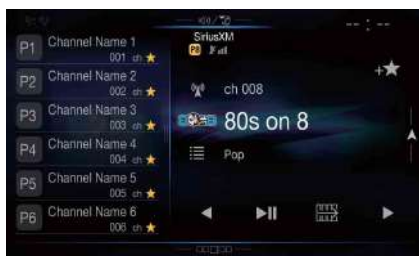 -- : --
P1 Channel Name 1
001 ch
P2 Channel Name 2
002 ch
P3 Channel Name 3
003 ch
P4 Channel Name 4
004 ch
P5 Channel Name 5
005 ch
P6 Channel Name 6
006 ch
SiriusXM
P8
ch 008
80s on 8
Pop